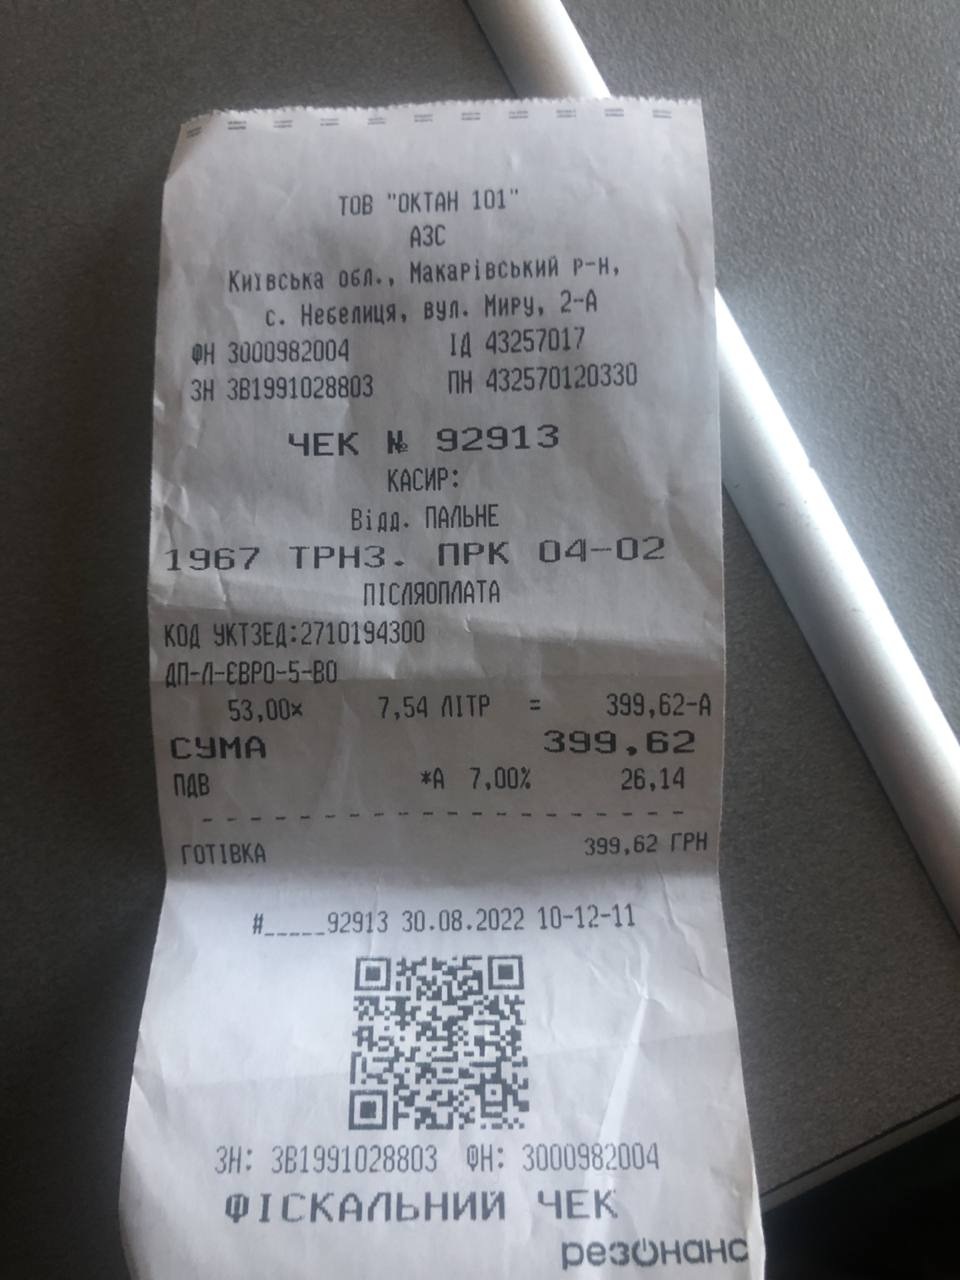 ТОВ "ОКТАН 101"
АЗС
Київська обл., Макарівський р-н,
с. Небелиця, вул. Миру, 2-А
ФН 3000982004 ІД 43257017
ЗН ЗВ1991028803 ПН 432570120330
ЧЕК № 92913
КАСИР:
Відд. ПАЛЬНЕ
1967 ТРНЗ. ПРК 04-02
ПІСЛЯОПЛАТА
КОД УКТЗЕД:2710194300
ДП-Л-ЄВРО-5-ВО
53,00× 7,54 ЛІТР = 399,62-А
СУМА 399,62
ПДВ *А 7,00% 26,14
ГОТІВКА 399,62 ГРН
#_____92913 30.08.2022 10-12-11
ЗН: ЗВ1991028803 ФН: 3000982004
ФІСКАЛЬНИЙ ЧЕК
резонанс